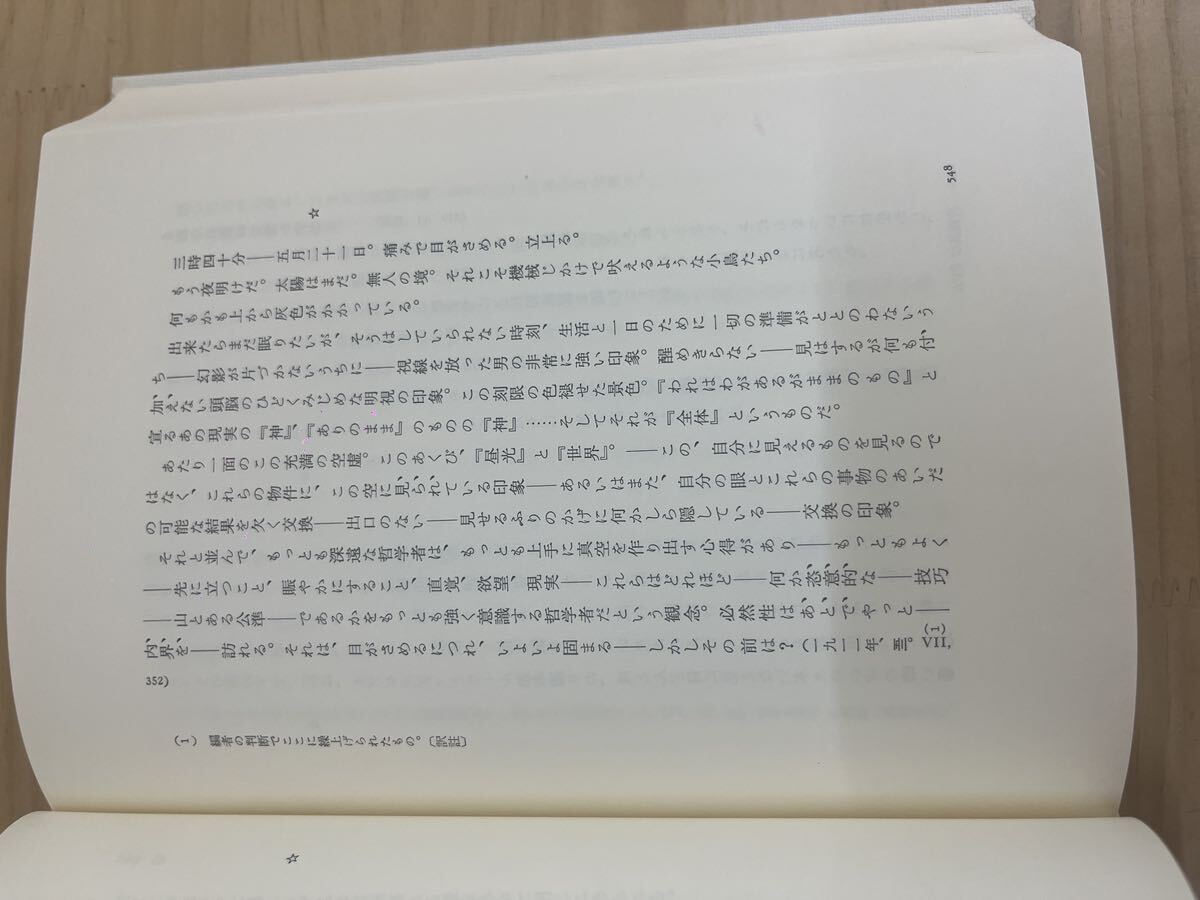 548
☆
三時四十分――五月二十一日。痛みで目がさめる。立上る。
もう夜明けだ。太陽はまだ。無人の境。それこそ機械じかけで吠えるような小鳥たち。
何もかも上から灰色がかかっている。
出来たらまだ眠りたいが、そうはしていられない時刻、生活と一日のために一切の準備がととのわないう
ち――幻影が片づかないうちに――視線を放った男の非常に強い印象。醒めきらない――見はするが何も付
加えない頭脳のひどくみじめな明視の印象。この刻限の色褪せた景色。『われはわがあるがままのもの』と
宣るあの現実の『神』、『ありのまま』のものの『神』……そしてそれが『全体』というものだ。
あたり一面のこの充満の空虚。このあくび、『昼光』と『世界』。――この、自分に見えるものを見るので
はなく、これらの物件に、この空に見られている印象――あるいはまた、自分の眼とこれらの事物のあいだ
の可能な結果を欠く交換――出口のない――見せるふりのかげに何かしら隠している――交換の印象。
それと並んで、もっとも深遠な哲学者は、もっとも上手に真空を作り出す心得があり――もっともよく
――先に立つこと、賑やかにすること、直覚、欲望、現実――これらはどれほど――何か恣意的な――技巧
――山とある公準――であるかをもっとも強く意識する哲学者だという観念。必然性は、あとでやっと――
内界を――訪れる。それは、目がさめるにつれ、いよいよ固まる――しかしその前は?(一九二一年、 。VIII,
352)(1)
(1) 編者の判断でここに繰上げられたもの。〔訳註〕
☆